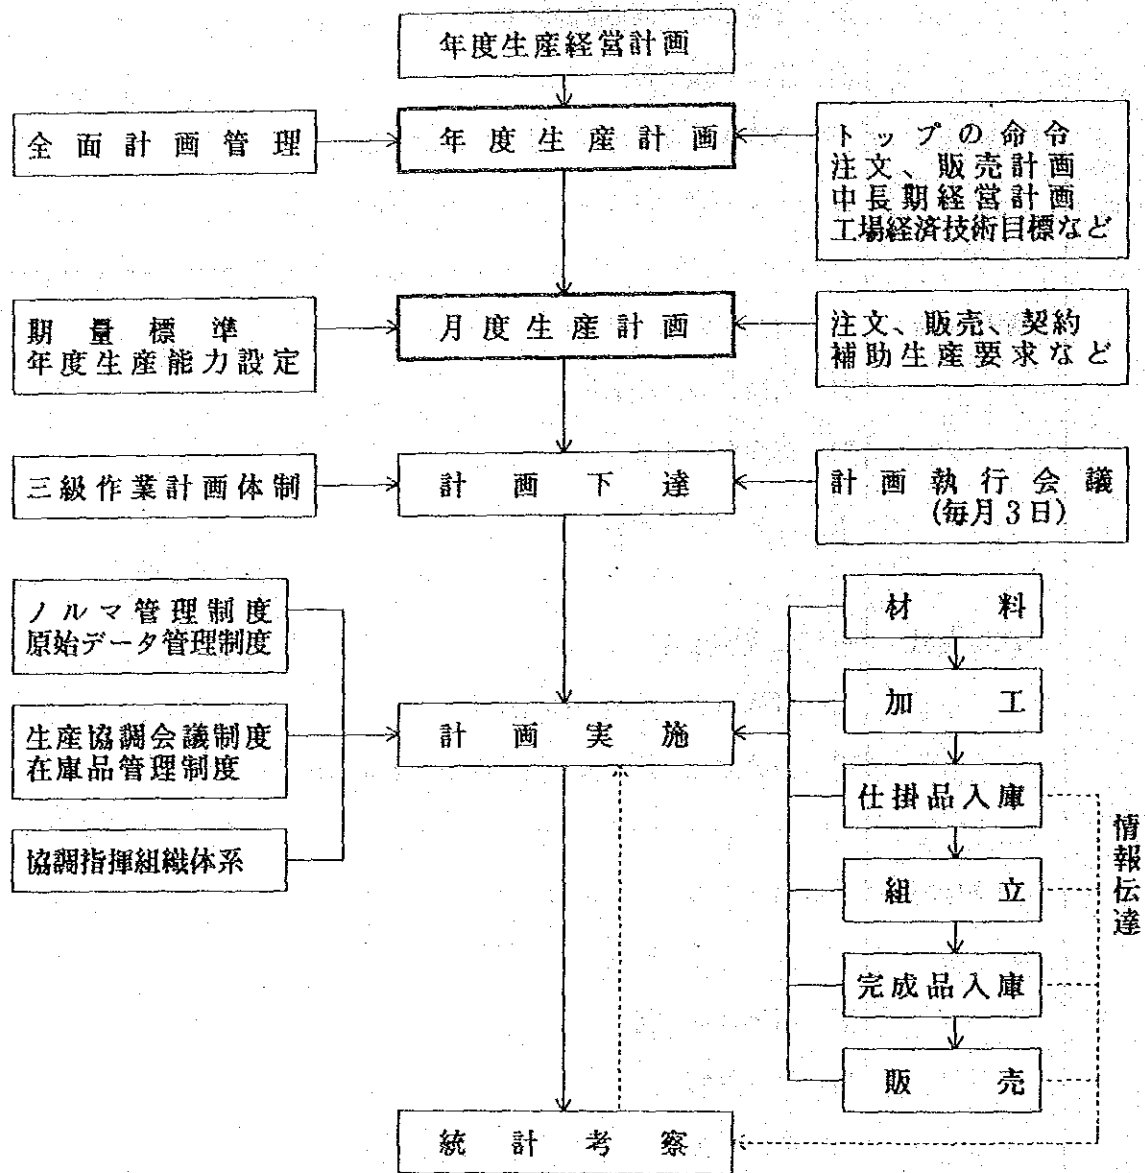 年度生産経営計画
全面計画管理
年度生産計画
トップの命令
注文、販売計画
中長期経営計画
工場経済技術目標など
期量標準
年度生産能力設定
月度生産計画
注文、販売、契約
補助生産要求など
三級作業計画体制
計画下達
計画執行会議
(毎月3日)
ノルマ管理制度
原始データ管理制度
生産協調会議制度
在庫品管理制度
協調指揮組織体系
計画実施
材料
加工
仕掛品入庫
組立
完成品入庫
販売
情報伝達
統計考察